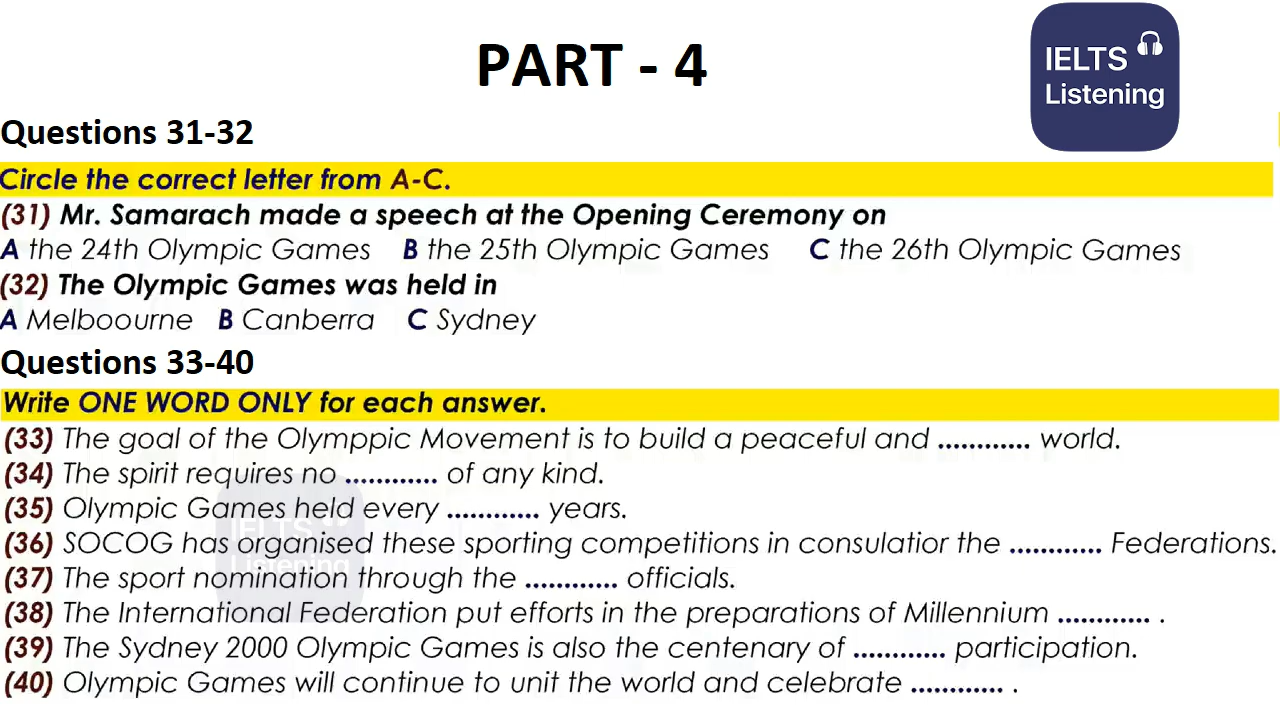 PART - 4
IELTS
Listening
Questions 31-32
Circle the correct letter from A-C.
(31) Mr. Samarach made a speech at the Opening Ceremony on
A the 24th Olympic Games B the 25th Olympic Games C the 26th Olympic Games
(32) The Olympic Games was held in
A Melboourne B Canberra C Sydney
Questions 33-40
Write ONE WORD ONLY for each answer.
(33) The goal of the Olymppic Movement is to build a peaceful and ............ world.
(34) The spirit requires no ............ of any kind.
(35) Olympic Games held every ............ years.
IELTS
Listening
(36) SOCOG has organised these sporting competitions in consulatior the ............ Federations.
(37) The sport nomination through the ............ officials.
(38) The International Federation put efforts in the preparations of Millennium ............ .
(39) The Sydney 2000 Olympic Games is also the centenary of ............ participation.
(40) Olympic Games will continue to unit the world and celebrate ............ .